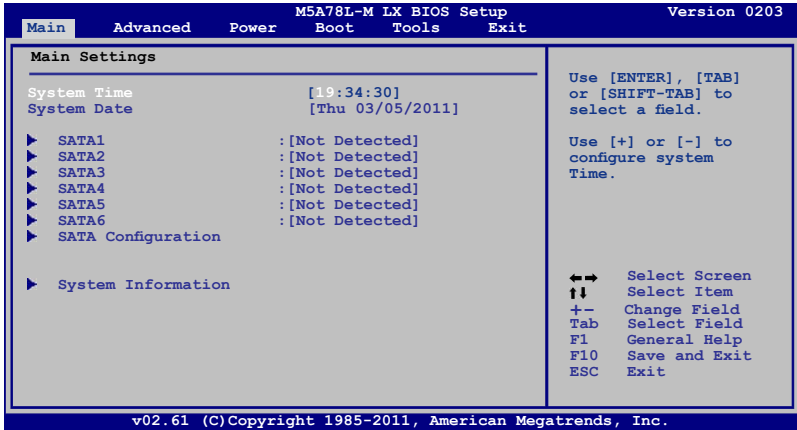 M5A78L-M LX BIOS Setup Version 0203
Main Advanced Power Boot Tools Exit
Main Settings
System Time [19:34:30]
System Date [Thu 03/05/2011]
SATA1 :[Not Detected]
SATA2 :[Not Detected]
SATA3 :[Not Detected]
SATA4 :[Not Detected]
SATA5 :[Not Detected]
SATA6 :[Not Detected]
SATA Configuration
System Information
Use [ENTER], [TAB]
or [SHIFT-TAB] to
select a field.
Use [+] or [-] to
configure system
Time.
←→ Select Screen
↑↓ Select Item
+- Change Field
Tab Select Field
F1 General Help
F10 Save and Exit
ESC Exit
v02.61 (C)Copyright 1985-2011, American Megatrends, Inc.